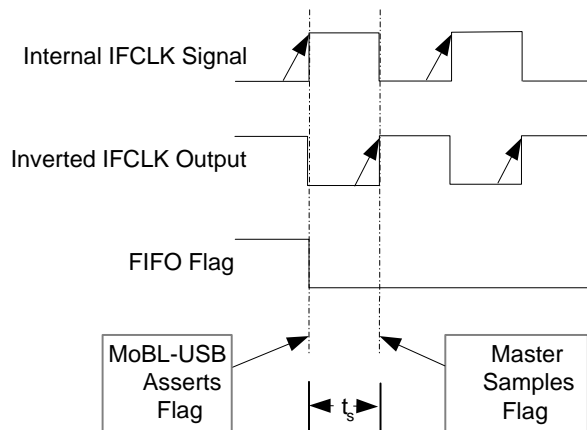 Internal IFCLK Signal
Inverted IFCLK Output
FIFO Flag
MoBL-USB
Asserts
Flag
Master
Samples
Flag
ts